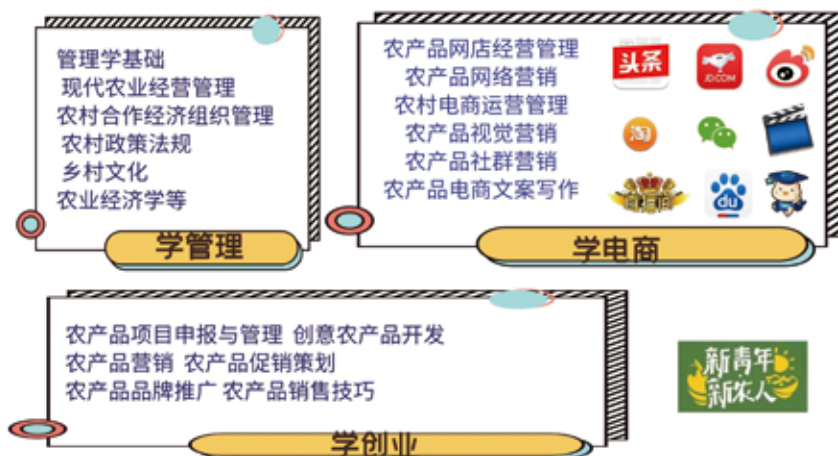 管理学基础
现代农业经营管理
农村合作经济组织管理
农村政策法规
乡村文化
农业经济学等
学管理
农产品网店经营管理
农产品网络营销
农村电商运营管理
农产品视觉营销
农产品社群营销
农产品电商文案写作
头条
JD.COM
淘
du
学电商
农产品项目申报与管理 创意农产品开发
农产品营销 农产品促销策划
农产品品牌推广 农产品销售技巧
学创业
新青年
新农人